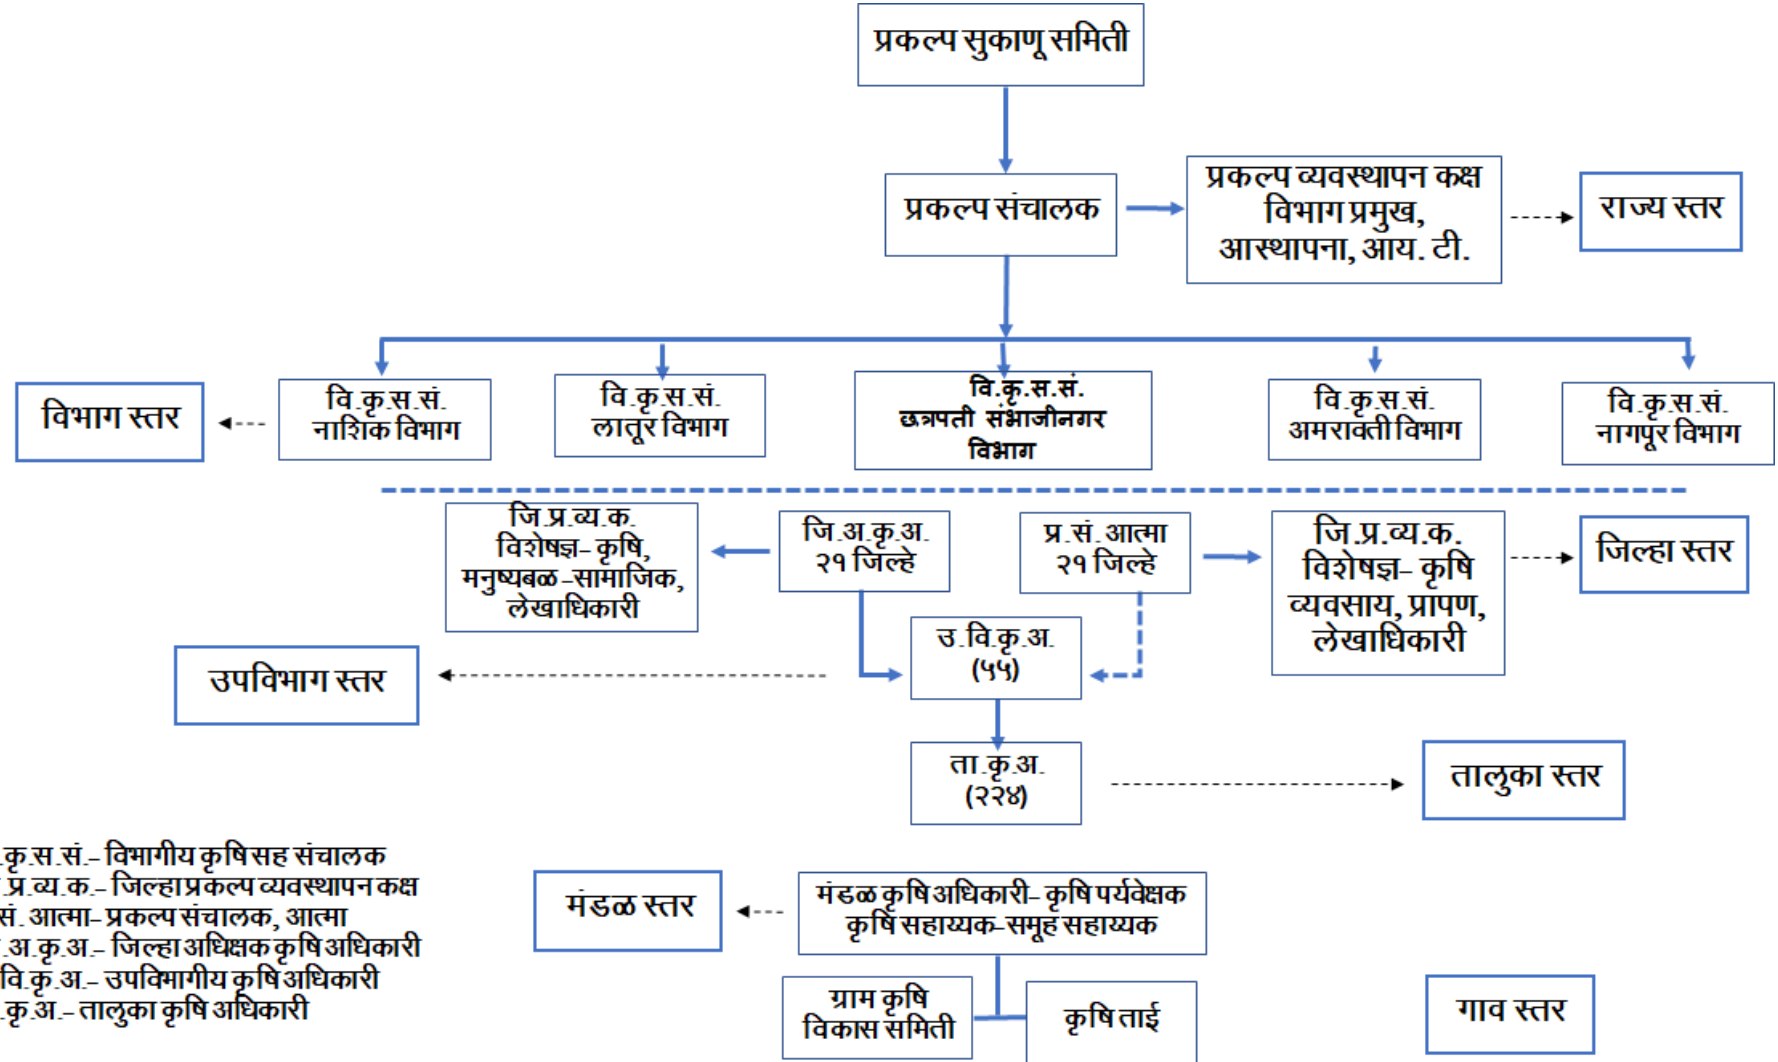 प्रकल्प सुकाणू समिती
प्रकल्प संचालक
प्रकल्प व्यवस्थापन कक्ष
विभाग प्रमुख,
आस्थापना, आय. टी.
राज्य स्तर
विभाग स्तर
वि.कृ.स.सं.
नाशिक विभाग
वि.कृ.स.सं.
लातूर विभाग
वि.कृ.स.सं.
छत्रपती संभाजीनगर
विभाग
वि.कृ.स.सं.
अमरावती विभाग
वि.कृ.स.सं.
नागपूर विभाग
जि.प्र.व्य.क.
विशेषज्ञ– कृषि,
मनुष्यबळ –सामाजिक,
लेखाधिकारी
जि.अ.कृ.अ.
२१ जिल्हे
प्र.सं.आत्मा
२१ जिल्हे
जि.प्र.व्य.क.
विशेषज्ञ– कृषि
व्यवसाय, प्रापण,
लेखाधिकारी
जिल्हा स्तर
उपविभाग स्तर
उ.वि.कृ.अ.
(५५)
ता.कृ.अ.
(२२४)
तालुका स्तर
.कृ.स.सं.– विभागीय कृषि सह संचालक
.प्र.व्य.क.– जिल्हा प्रकल्प व्यवस्थापन कक्ष
सं. आत्मा– प्रकल्प संचालक, आत्मा
.अ.कृ.अ.– जिल्हा अधिक्षक कृषि अधिकारी
वि.कृ.अ.– उपविभागीय कृषि अधिकारी
.कृ.अ.– तालुका कृषि अधिकारी
मंडळ स्तर
मंडळ कृषि अधिकारी– कृषि पर्यवेक्षक
कृषि सहाय्यक–समूह सहाय्यक
ग्राम कृषि
विकास समिती
कृषि ताई
गाव स्तर